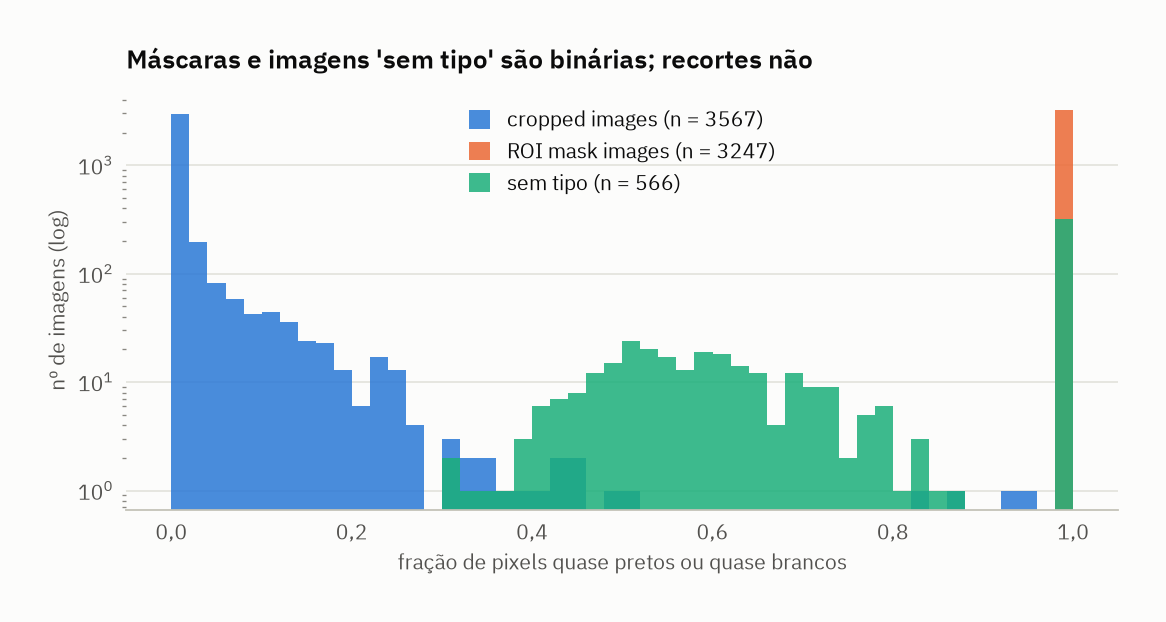 Máscaras e imagens 'sem tipo' são binárias; recortes não
cropped images (n = 3567)
ROI mask images (n = 3247)
sem tipo (n = 566)
nº de imagens (log)
10³
10²
10¹
10⁰
0,0 0,2 0,4 0,6 0,8 1,0
fração de pixels quase pretos ou quase brancos